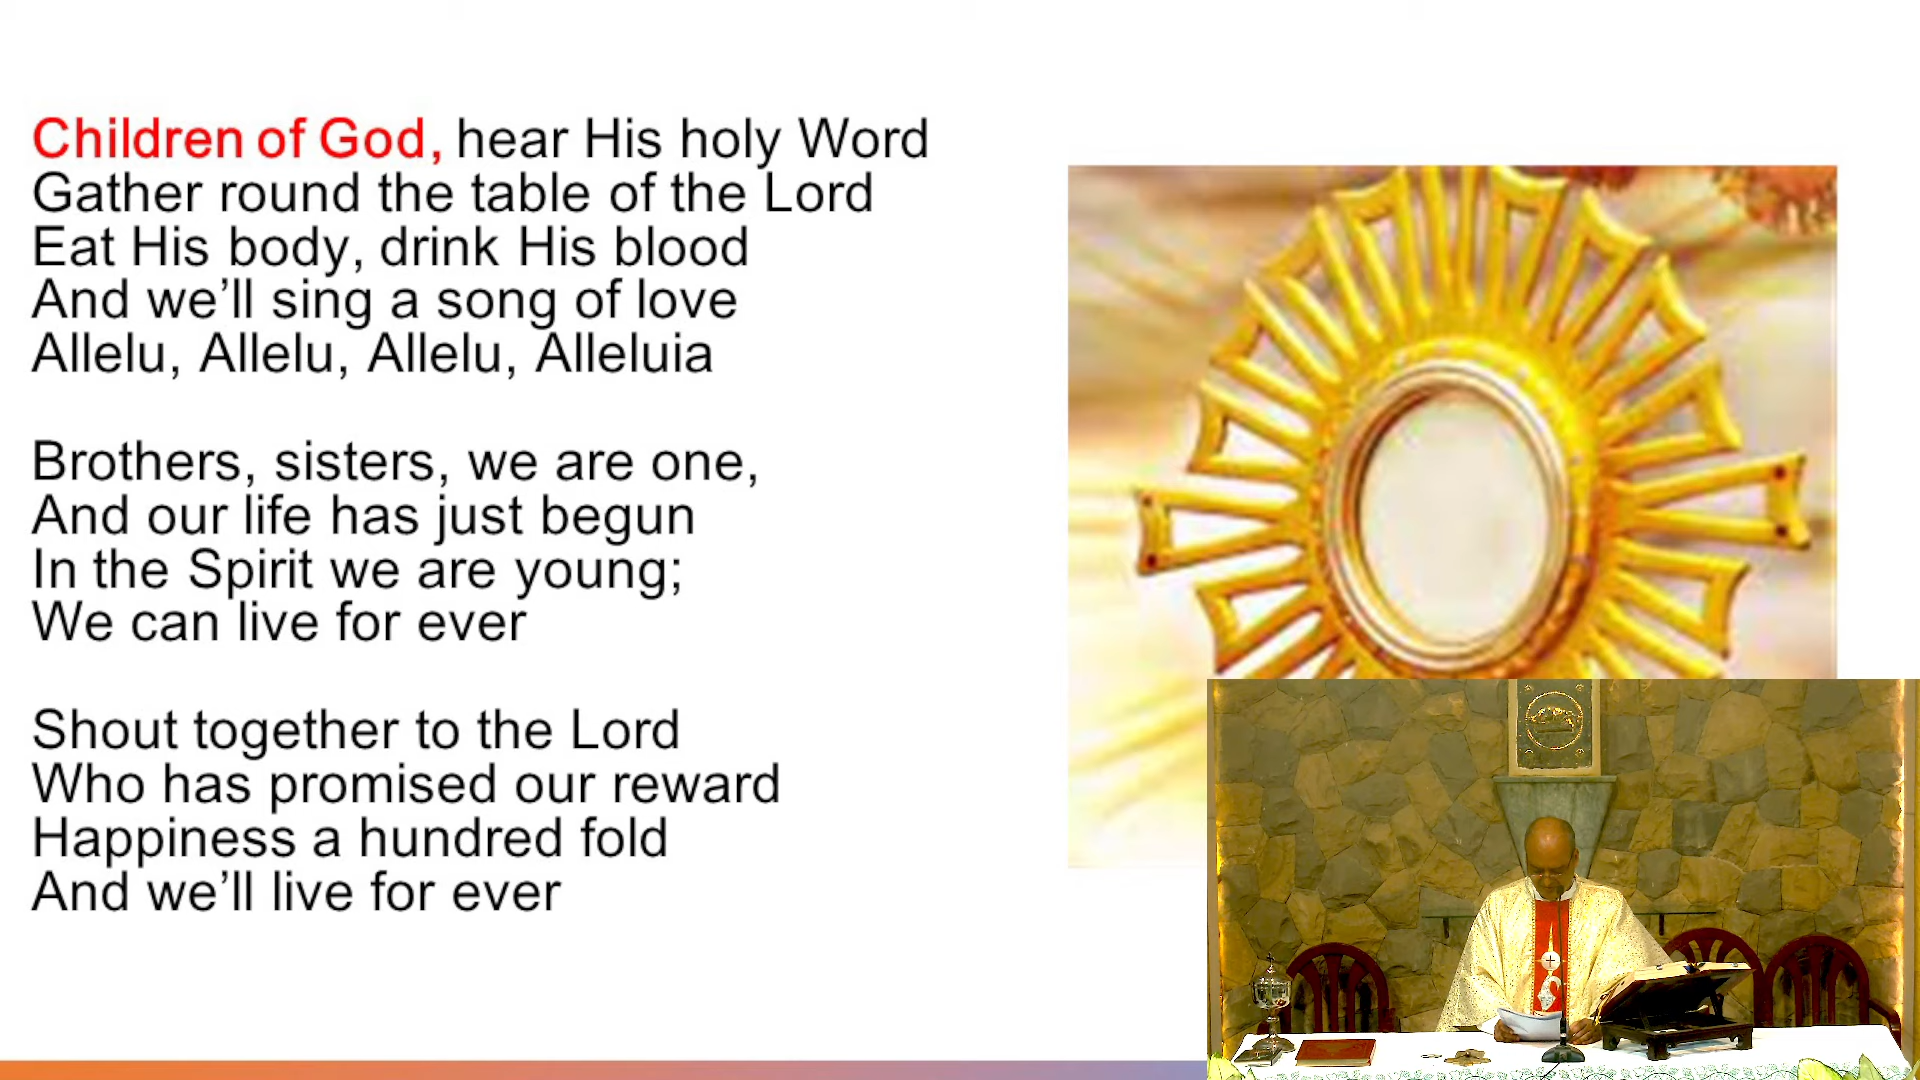 Children of God, hear His holy Word
Gather round the table of the Lord
Eat His body, drink His blood
And we’ll sing a song of love
Allelu, Allelu, Allelu, Alleluia
Brothers, sisters, we are one,
And our life has just begun
In the Spirit we are young;
We can live for ever
Shout together to the Lord
Who has promised our reward
Happiness a hundred fold
And we’ll live for ever